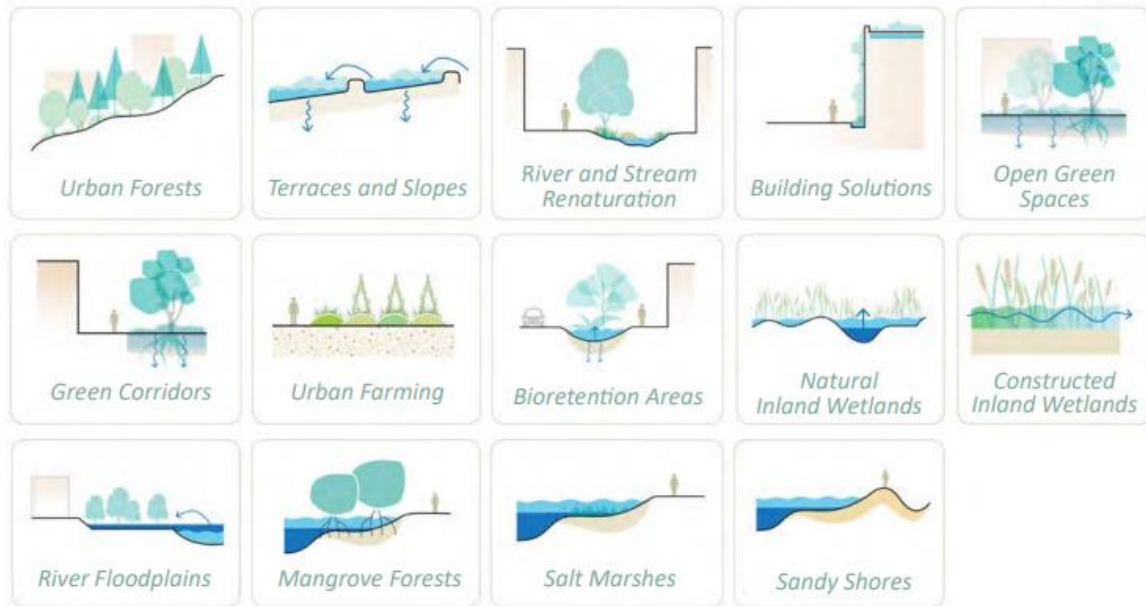 Urban Forests
Terraces and Slopes
River and Stream
Renaturation
Building Solutions
Open Green
Spaces
Green Corridors
Urban Farming
Bioretention Areas
Natural
Inland Wetlands
Constructed
Inland Wetlands
River Floodplains
Mangrove Forests
Salt Marshes
Sandy Shores